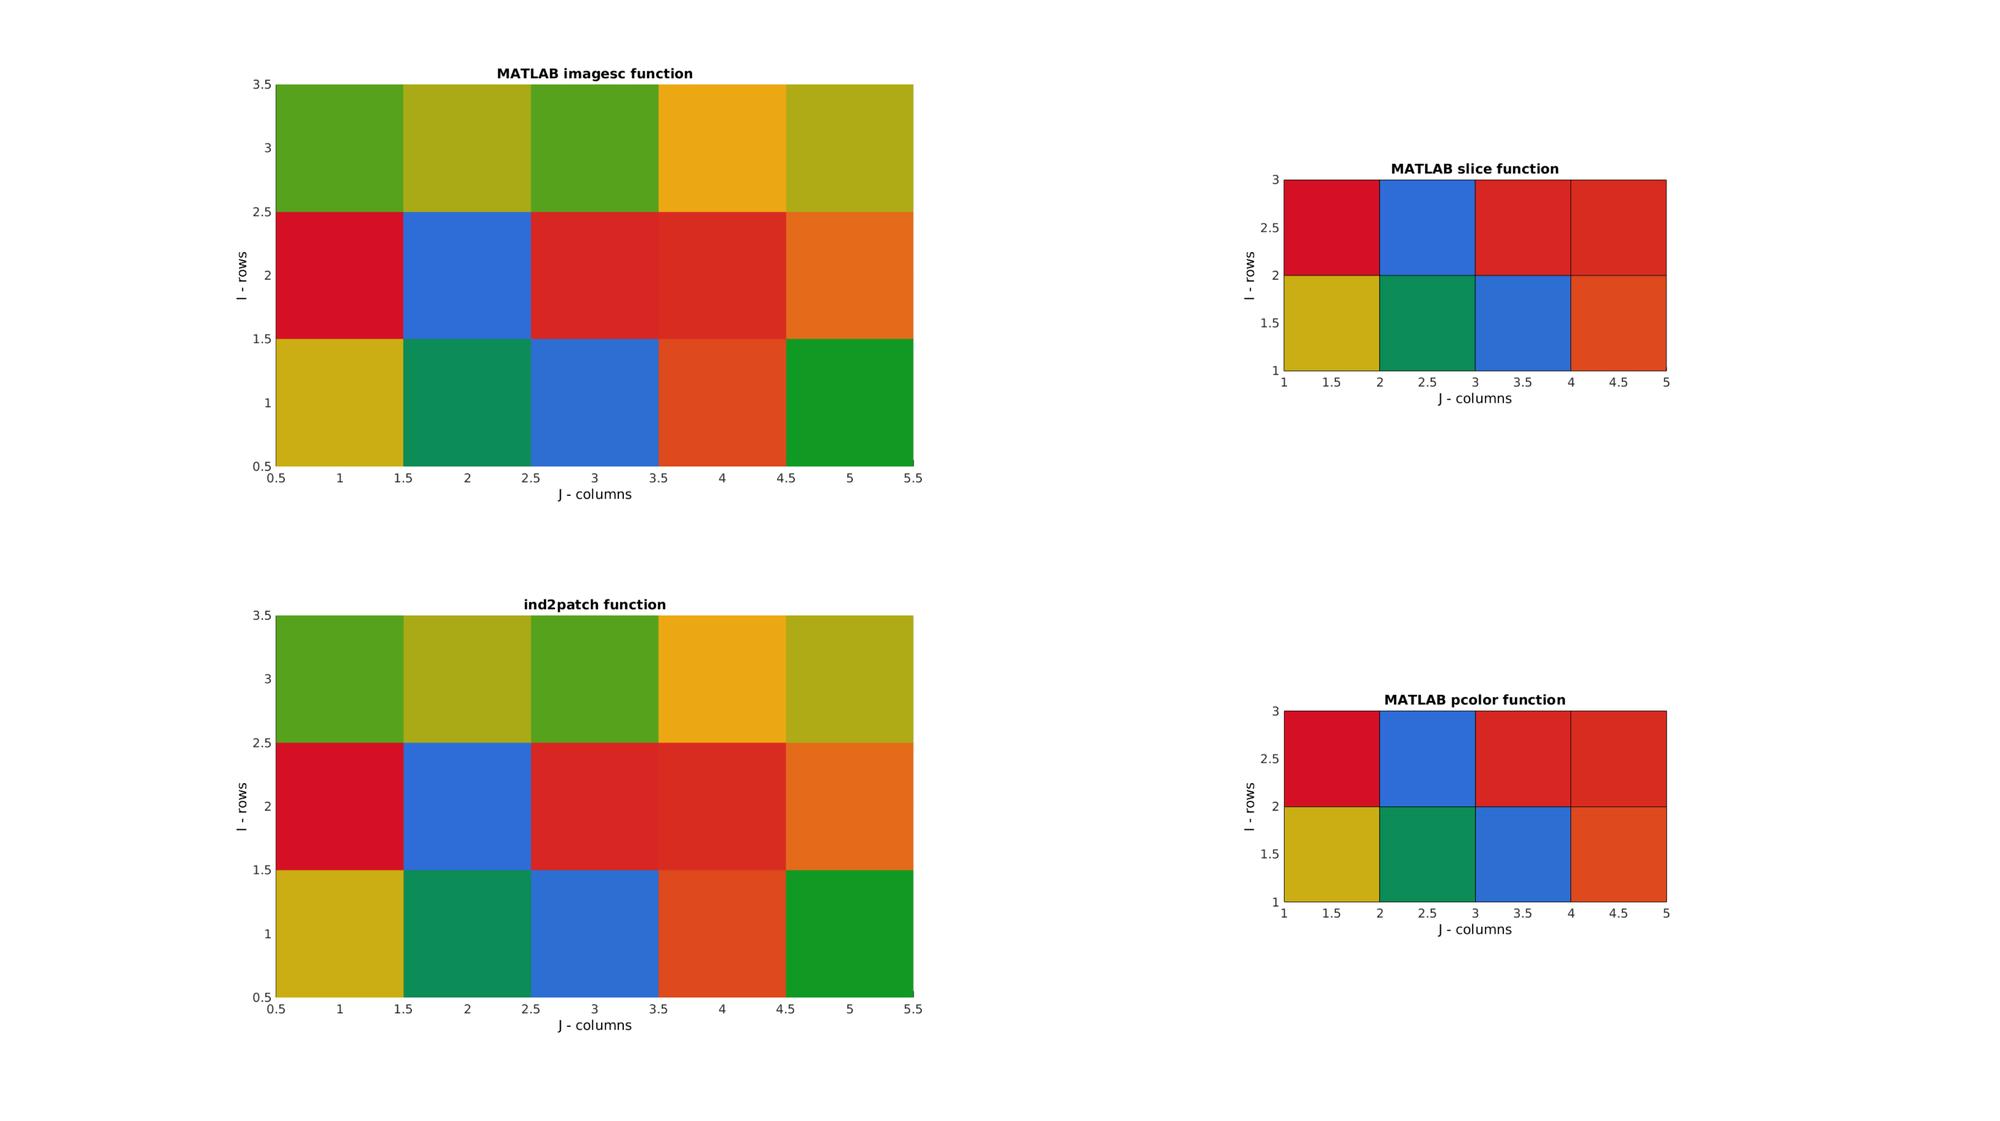 MATLAB imagesc function
3.5
3
2.5
2
1.5
1
0.5
I - rows
0.5 1 1.5 2 2.5 3 3.5 4 4.5 5 5.5
J - columns
MATLAB slice function
3
2.5
2
1.5
1
I - rows
1 1.5 2 2.5 3 3.5 4 4.5 5
J - columns
ind2patch function
3.5
3
2.5
2
1.5
1
0.5
I - rows
0.5 1 1.5 2 2.5 3 3.5 4 4.5 5 5.5
J - columns
MATLAB pcolor function
3
2.5
2
1.5
1
I - rows
1 1.5 2 2.5 3 3.5 4 4.5 5
J - columns